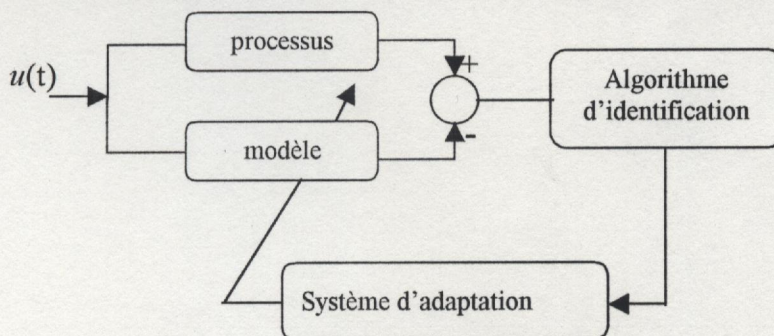 processus
u(t)
+
Algorithme
d'identification
-
modèle
Système d'adaptation